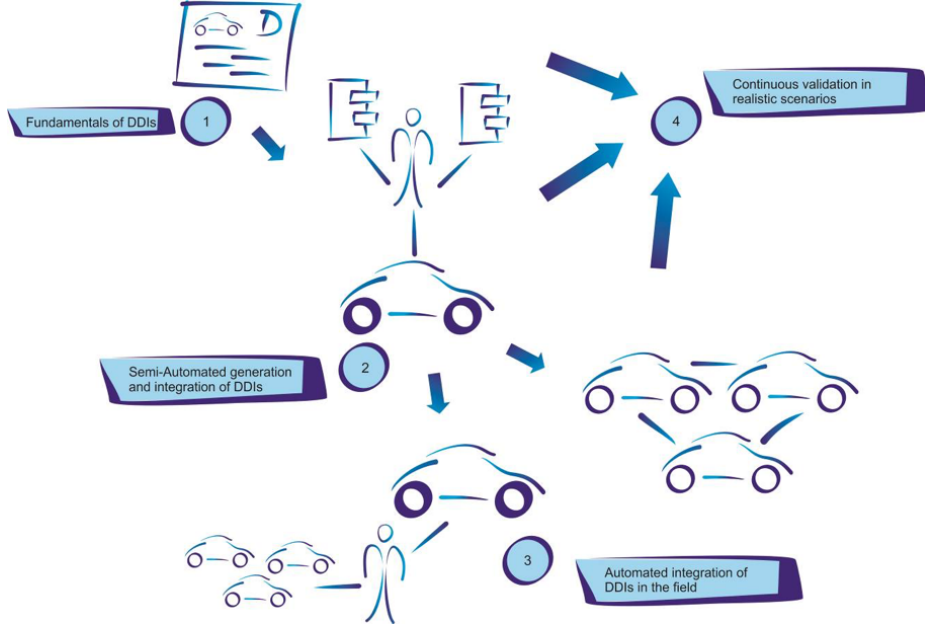 D
Fundamentals of DDIs
1
4
Continuous validation in
realistic scenarios
2
Semi-Automated generation
and integration of DDIs
3
Automated integration of
DDIs in the field